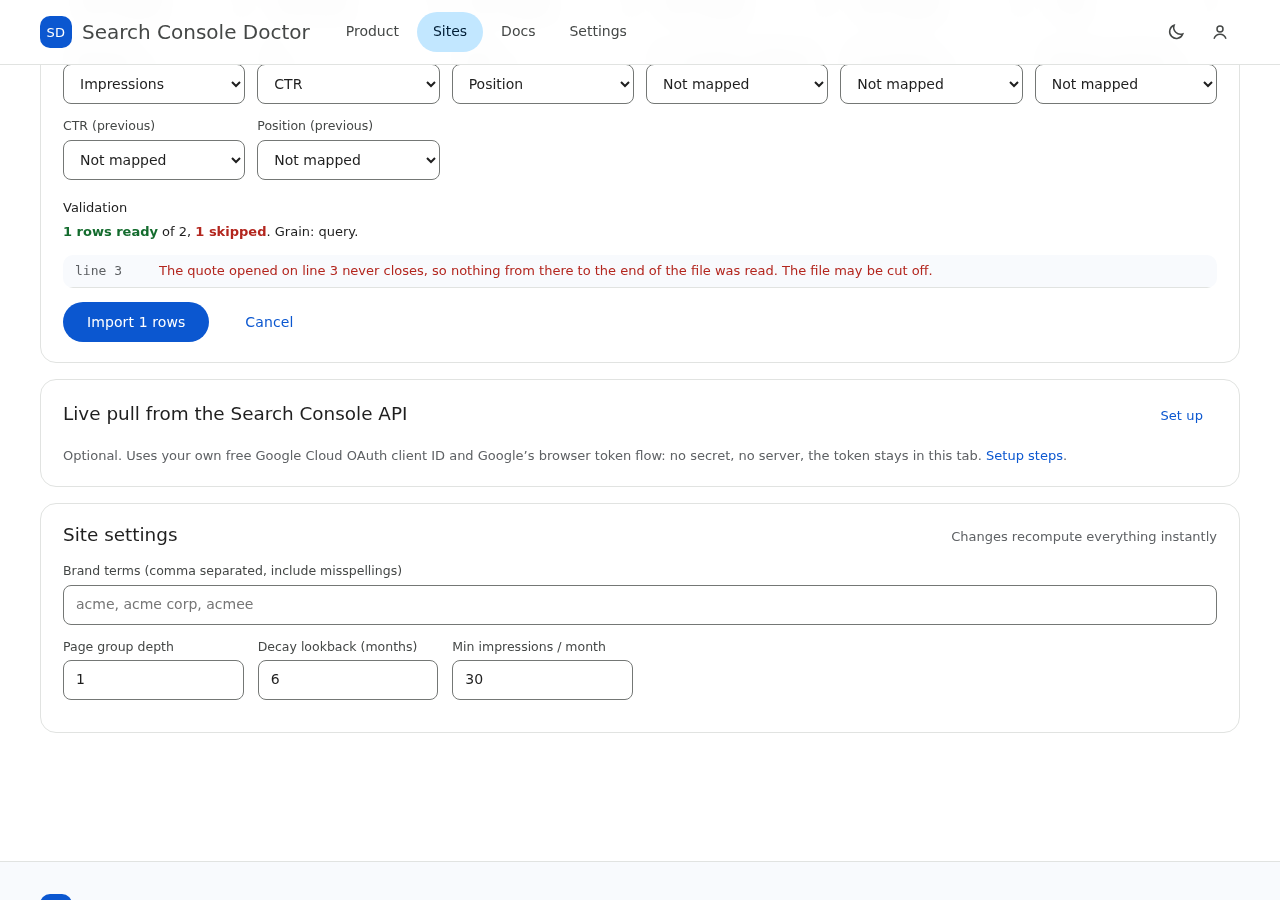 SD Search Console Doctor Product Sites Docs Settings
Impressions CTR Position Not mapped Not mapped Not mapped
CTR (previous) Position (previous)
Not mapped Not mapped
Validation
1 rows ready of 2, 1 skipped. Grain: query.
line 3 The quote opened on line 3 never closes, so nothing from there to the end of the file was read. The file may be cut off.
Import 1 rows Cancel
Live pull from the Search Console API Set up
Optional. Uses your own free Google Cloud OAuth client ID and Google’s browser token flow: no secret, no server, the token stays in this tab. Setup steps.
Site settings Changes recompute everything instantly
Brand terms (comma separated, include misspellings)
acme, acme corp, acmee
Page group depth Decay lookback (months) Min impressions / month
1 6 30